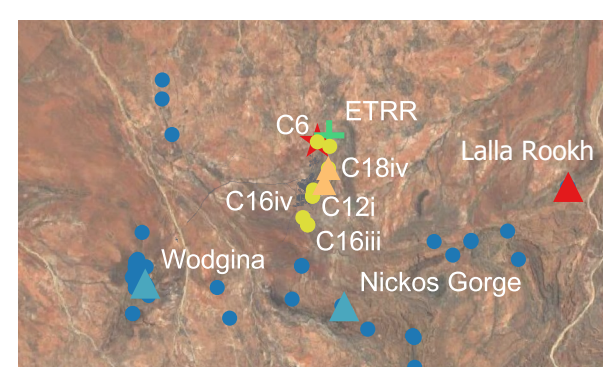 ETRR
C6
Lalla Rookh
C18iv
C16iv
C12i
C16iii
Wodgina
Nickos Gorge